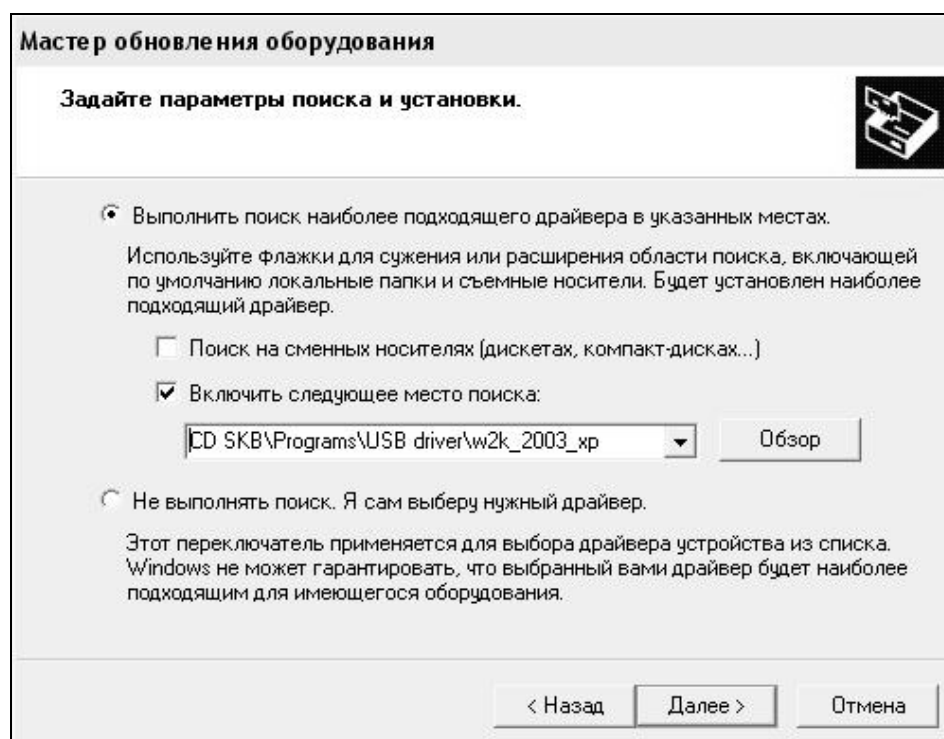 Мастер обновления оборудования
Задайте параметры поиска и установки.
Выполнить поиск наиболее подходящего драйвера в указанных местах.
Используйте флажки для сужения или расширения области поиска, включающей
по умолчанию локальные папки и съемные носители. Будет установлен наиболее
подходящий драйвер.
Поиск на сменных носителях (дискетах, компакт-дисках...)
Включить следующее место поиска:
CD SKB\Programs\USB driver\w2k_2003_xp
Обзор
Не выполнять поиск. Я сам выберу нужный драйвер.
Этот переключатель применяется для выбора драйвера устройства из списка.
Windows не может гарантировать, что выбранный вами драйвер будет наиболее
подходящим для имеющегося оборудования.
< Назад
Далее >
Отмена